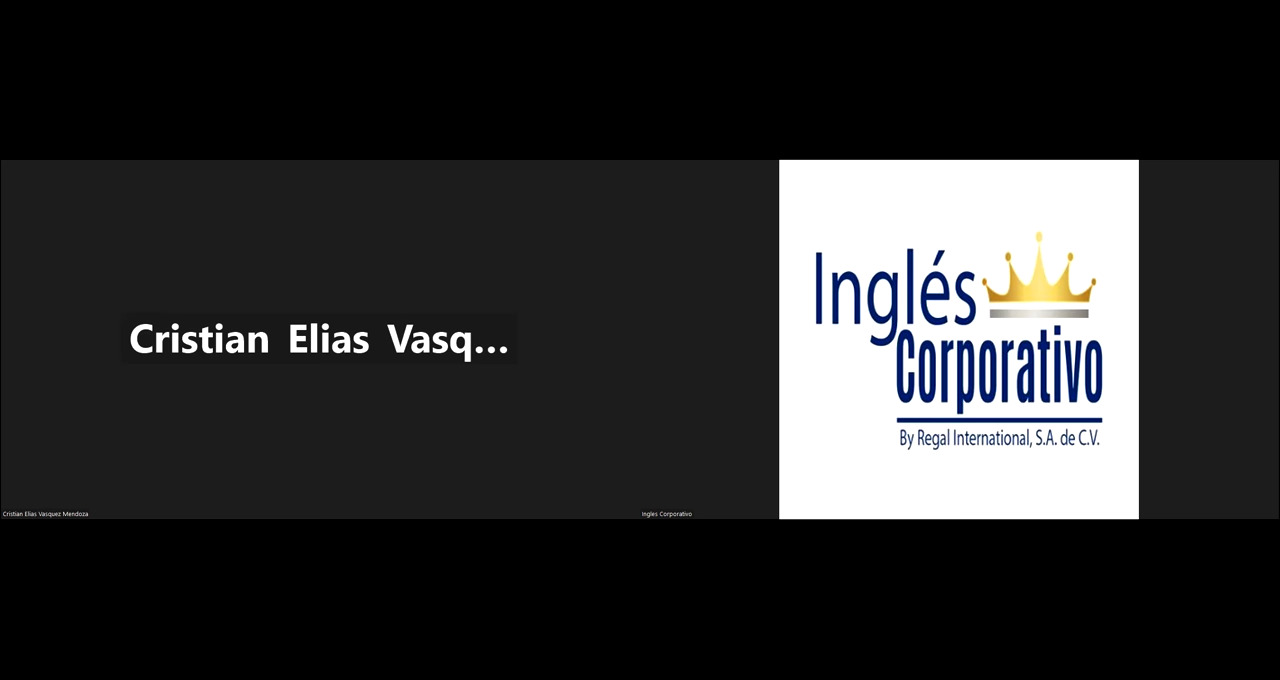 Cristian Elias Vasq...
Cristian Elias Vasquez Mendoza
Inglés
Corporativo
By Regal International, S.A. de C.V.
Ingles Corporativo